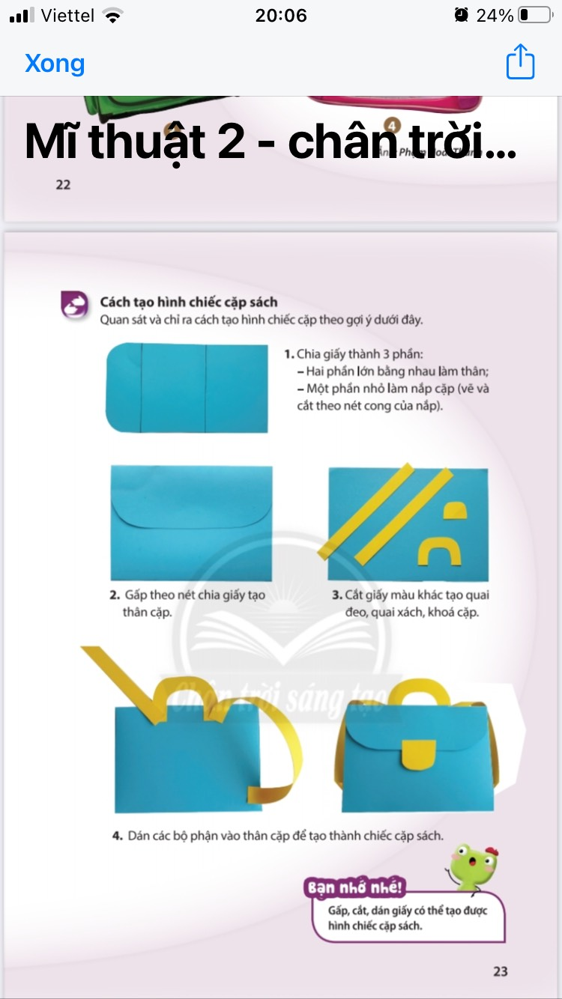 Viettel 20:06 24%
Xong
4
Mĩ thuật 2 - chân trời...
22
Cách tạo hình chiếc cặp sách
Quan sát và chỉ ra cách tạo hình chiếc cặp theo gợi ý dưới đây.
1. Chia giấy thành 3 phần:
– Hai phần lớn bằng nhau làm thân;
– Một phần nhỏ làm nắp cặp (vẽ và
cắt theo nét cong của nắp).
2. Gấp theo nét chia giấy tạo
thân cặp.
3. Cắt giấy màu khác tạo quai
đeo, quai xách, khoá cặp.
Chân trời sáng tạo
4. Dán các bộ phận vào thân cặp để tạo thành chiếc cặp sách.
Bạn nhớ nhé!
Gấp, cắt, dán giấy có thể tạo được
hình chiếc cặp sách.
23